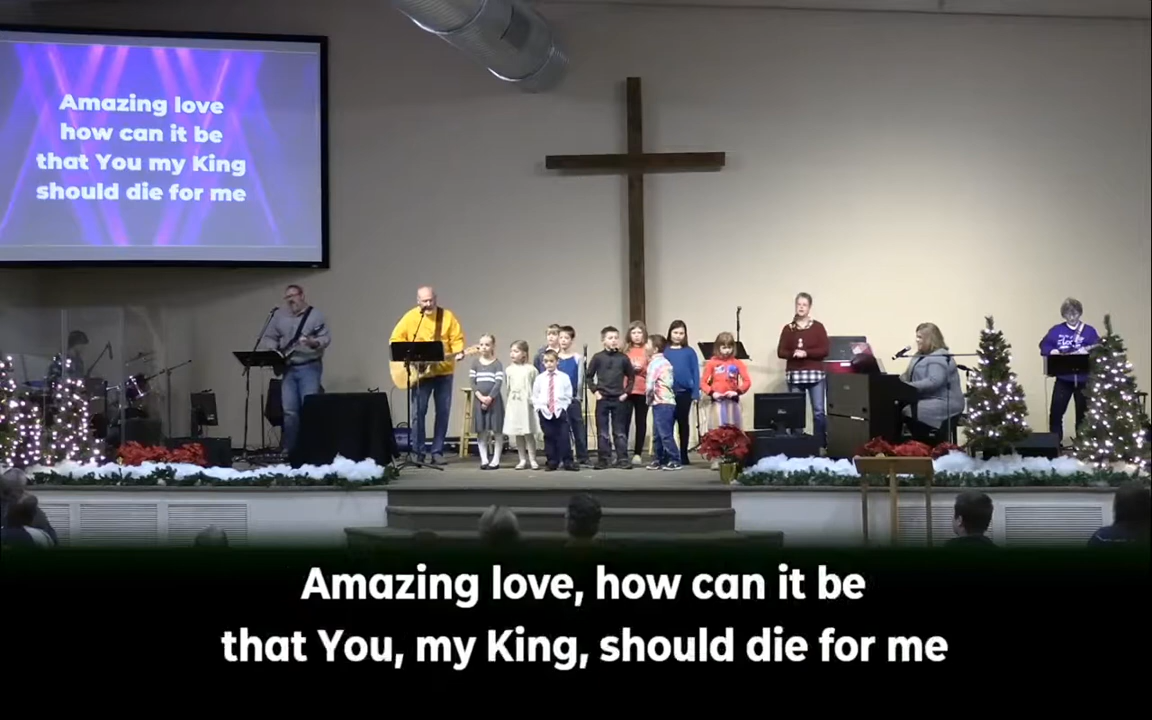 Amazing love
how can it be
that You my King
should die for me
Amazing love, how can it be
that You, my King, should die for me